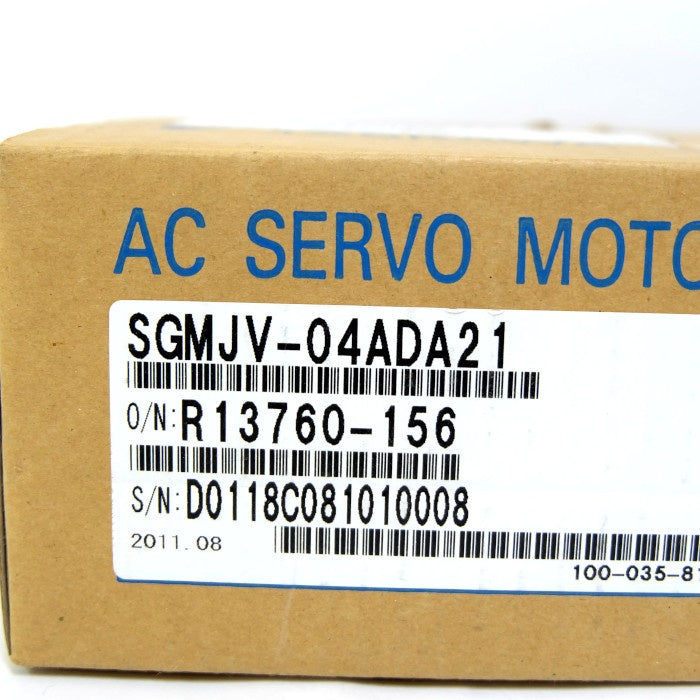 AC SERVO MOTO
SGMJV-04ADA21
O/N: R13760-156
S/N: D0118C081010008
2011.08
100-035-81